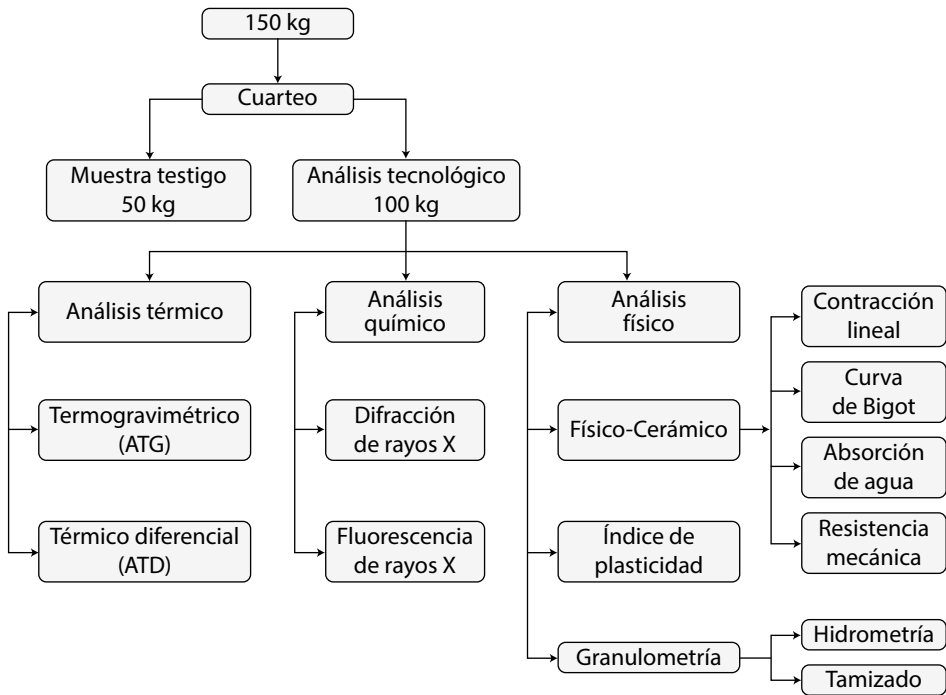 150 kg
Cuarteo
Muestra testigo
50 kg
Análisis tecnológico
100 kg
Análisis térmico
Análisis
químico
Análisis
físico
Contracción
lineal
Curva
de Bigot
Termogravimétrico
(ATG)
Difracción
de rayos X
Físico-Cerámico
Absorción
de agua
Térmico diferencial
(ATD)
Fluorescencia
de rayos X
Índice de
plasticidad
Resistencia
mecánica
Granulometría
Hidrometría
Tamizado